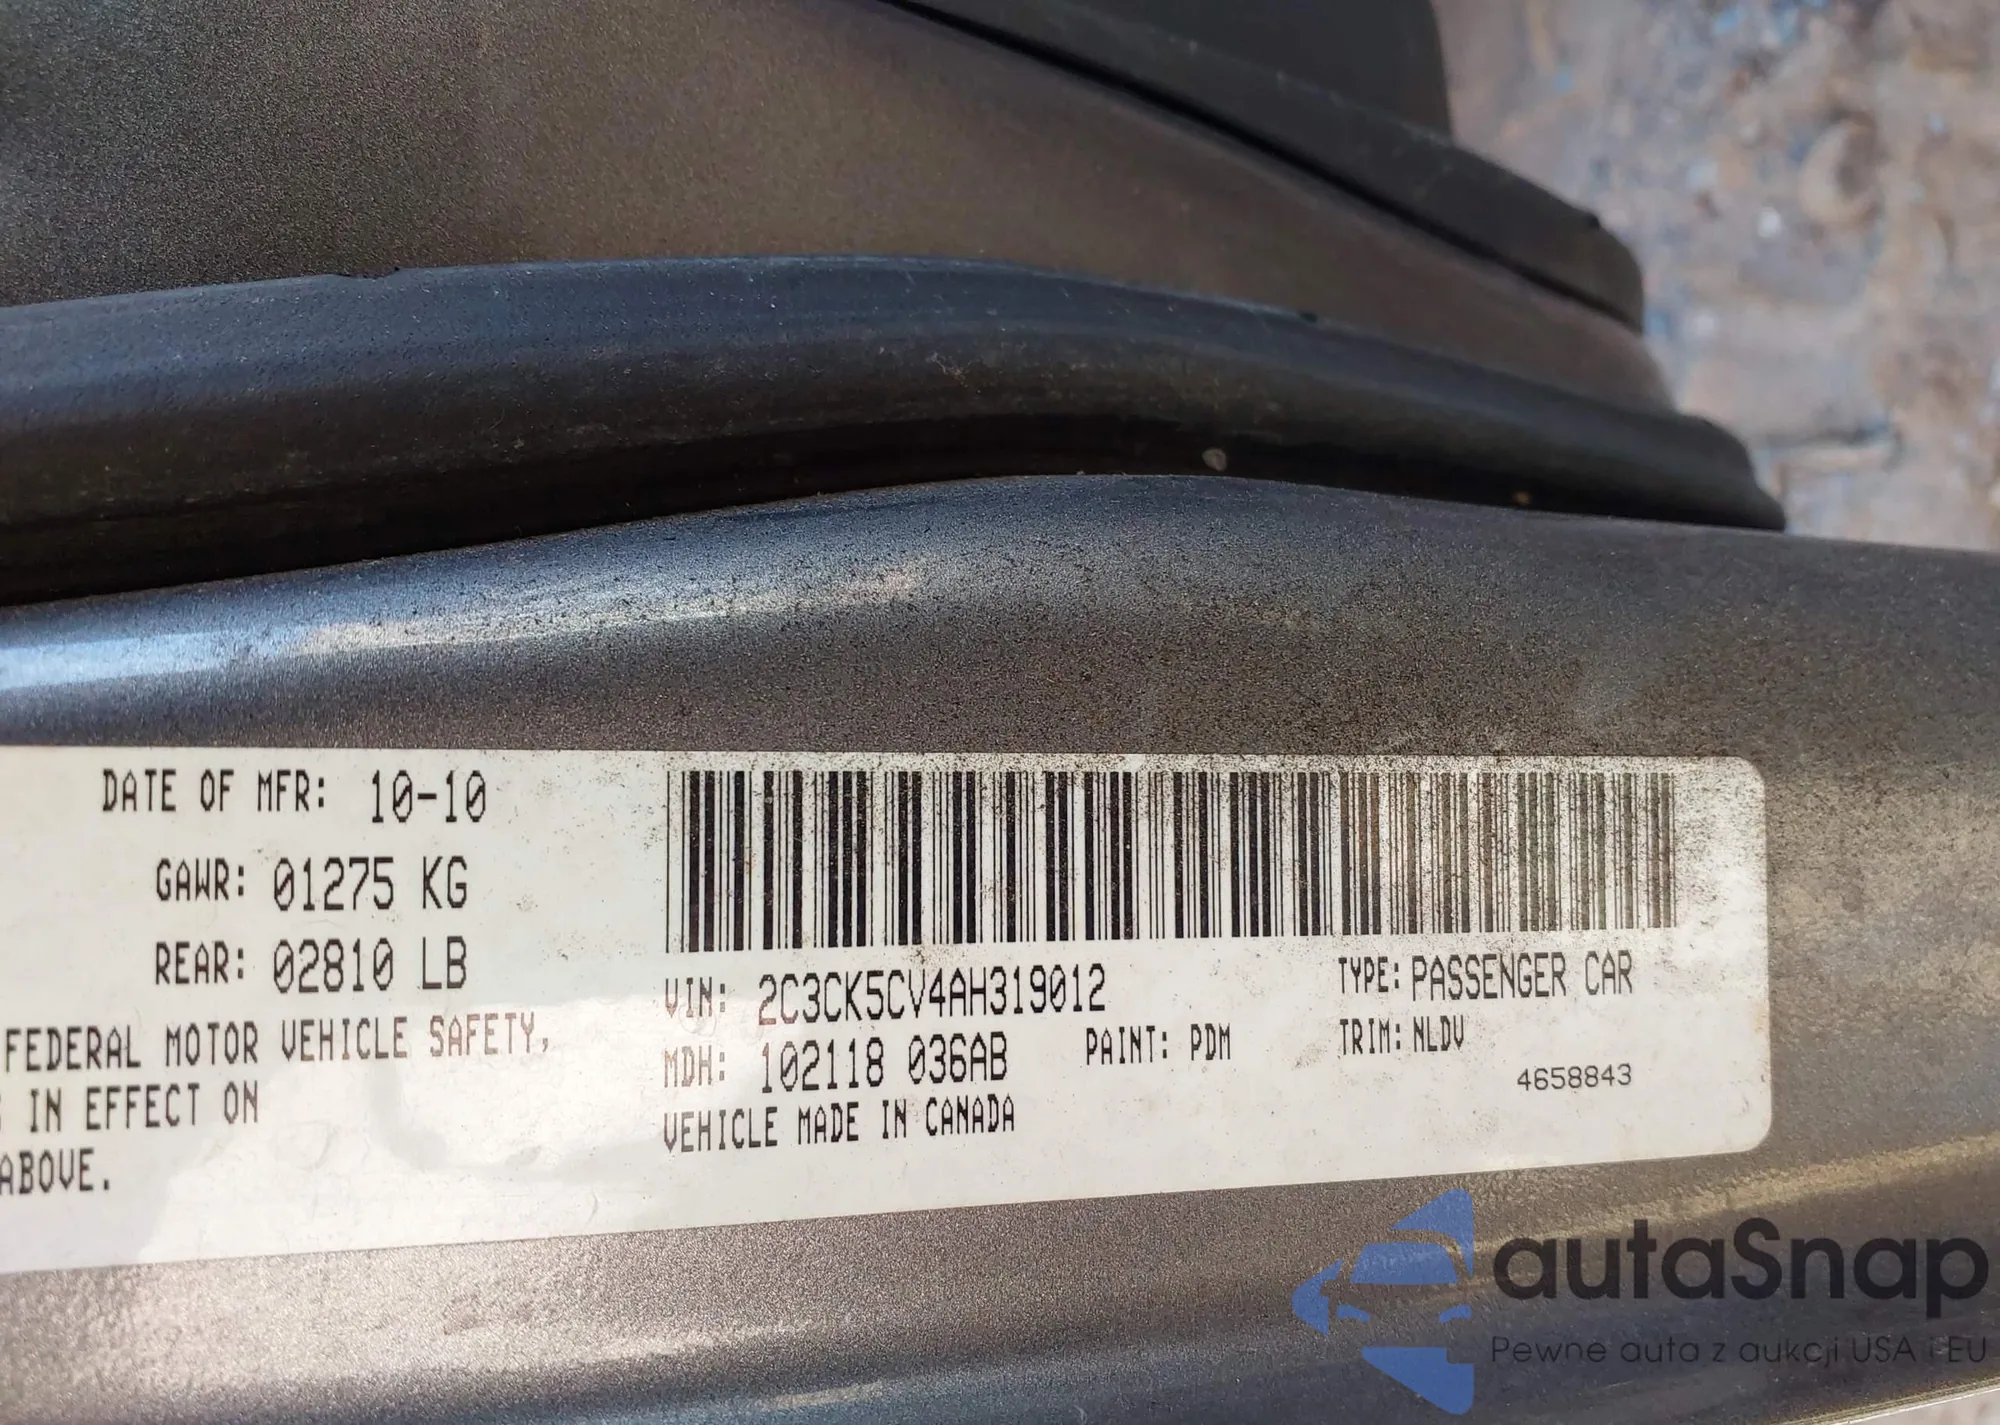 DATE OF MFR: 10-10
GAWR: 01275 KG
REAR: 02810 LB
FEDERAL MOTOR VEHICLE SAFETY,
IN EFFECT ON
ABOVE.
VIN: 2C3CK5CV4AH319012
TYPE: PASSENGER CAR
MDH: 102118 036AB
PAINT: PDM
TRIM: NLDV
VEHICLE MADE IN CANADA
4658843
autaSnap
Pewne auta z aukcji USA i EU